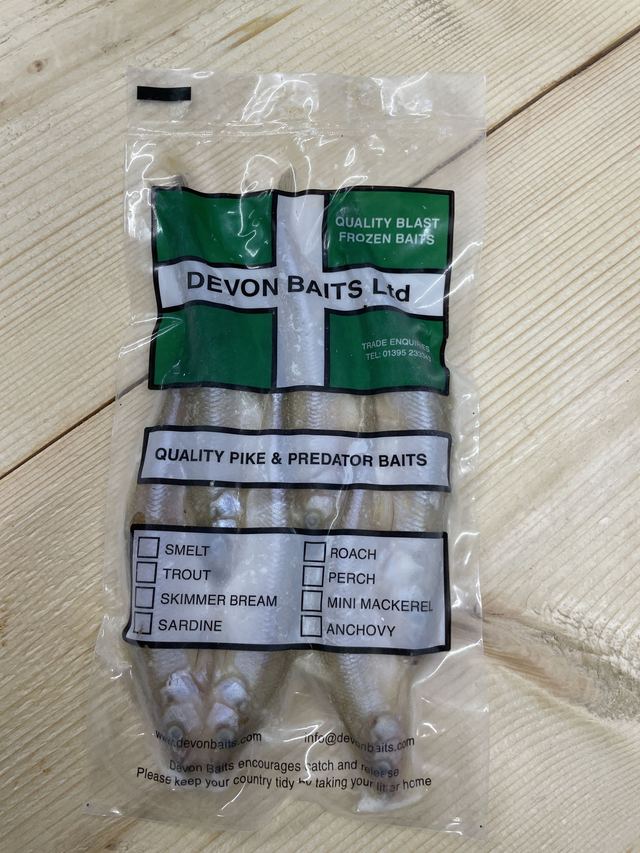 QUALITY BLAST
FROZEN BAITS
DEVON BAITS Ltd
TRADE ENQUIRIES
TEL: 01395
QUALITY PIKE & PREDATOR BAITS
SMELT
TROUT
SKIMMER BREAM
SARDINE
ROACH
PERCH
MINI MACKEREL
ANCHOVY
www.devonbaits.com
info@devonbaits.com
Devon Baits encourages catch and release
Please keep your country tidy by taking your litter home